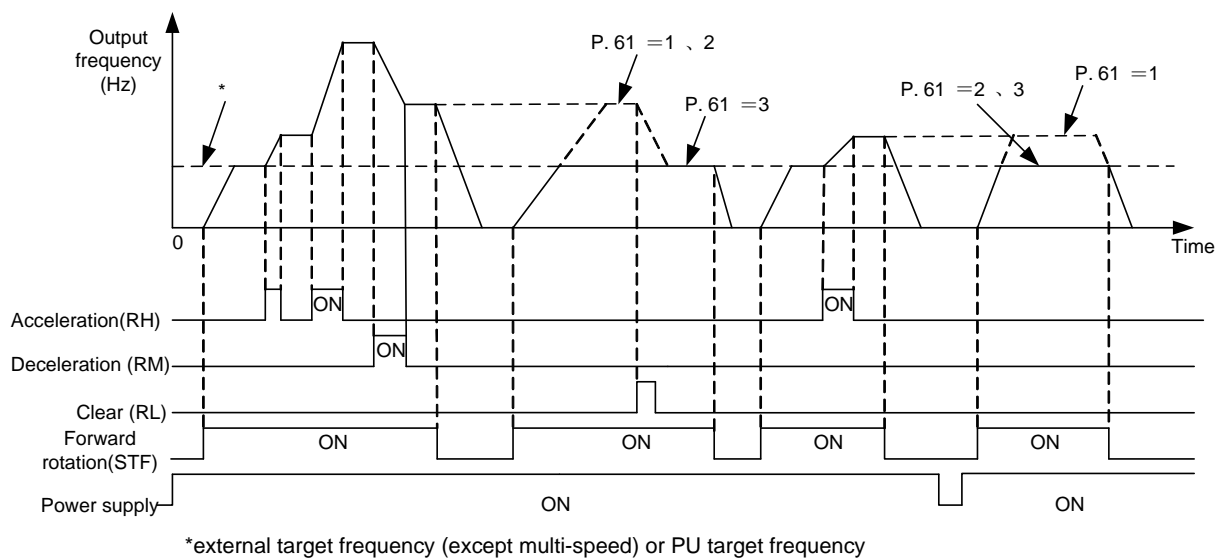 Output
frequency
(Hz)
*
P. 61 =1 、2
P. 61 =3
P. 61 =2 、3
P. 61 =1
0
Time
Acceleration(RH)
ON
ON
Deceleration (RM)
ON
Clear (RL)
Forward
rotation(STF)
ON
ON
ON
ON
Power supply
ON
ON
*external target frequency (except multi-speed) or PU target frequency